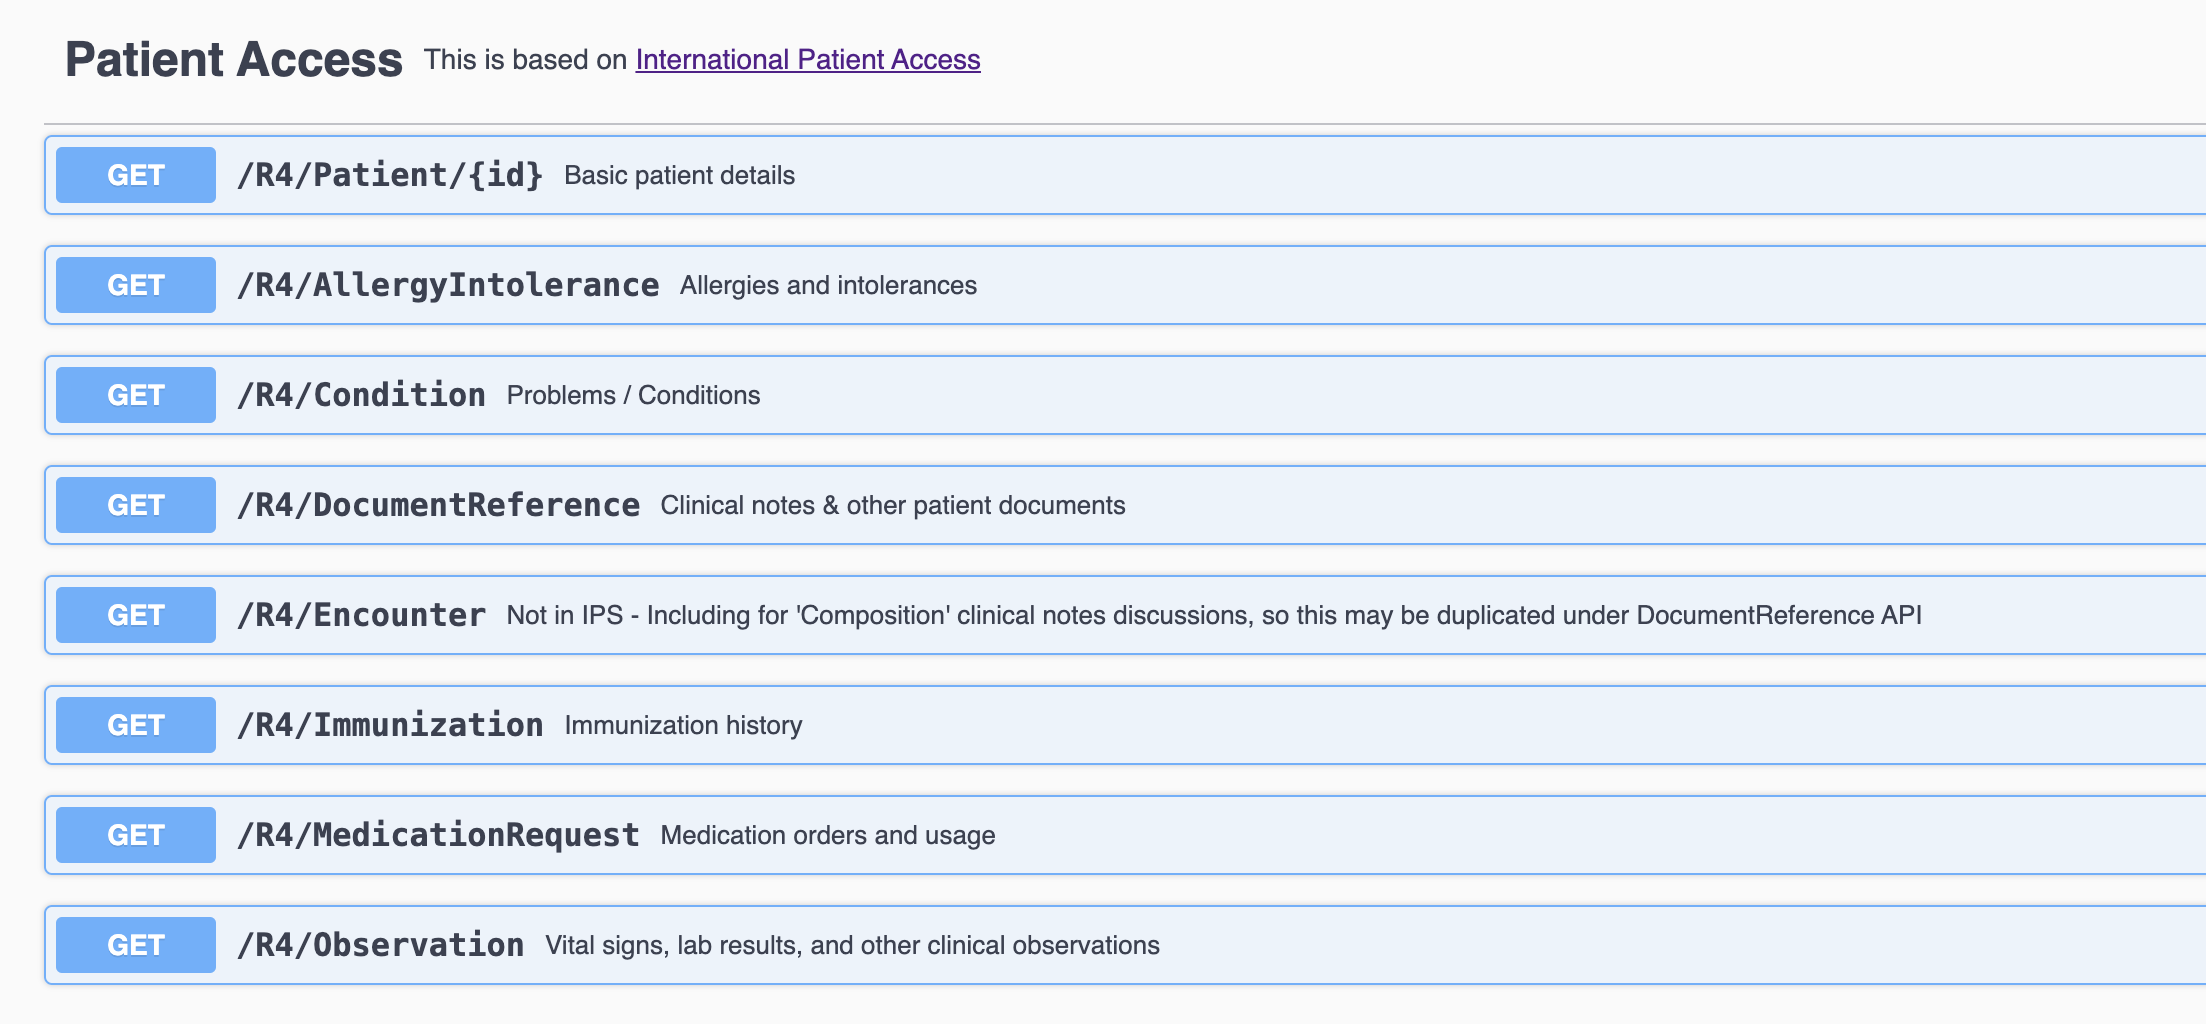 Patient Access This is based on International Patient Access
GET /R4/Patient/{id} Basic patient details
GET /R4/AllergyIntolerance Allergies and intolerances
GET /R4/Condition Problems / Conditions
GET /R4/DocumentReference Clinical notes & other patient documents
GET /R4/Encounter Not in IPS - Including for 'Composition' clinical notes discussions, so this may be duplicated under DocumentReference API
GET /R4/Immunization Immunization history
GET /R4/MedicationRequest Medication orders and usage
GET /R4/Observation Vital signs, lab results, and other clinical observations